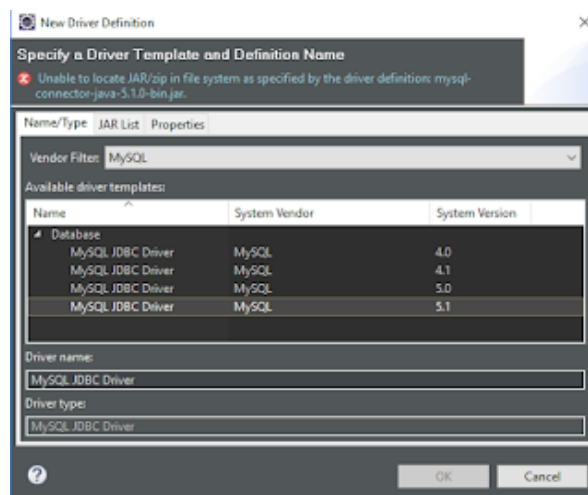 New Driver Definition
Specify a Driver Template and Definition Name
Unable to locate JAR/zip in file system as specified by the driver definition: mysql-
connector-java-5.1.0-bin.jar.
Name/Type JAR List Properties
Vendor Filter: MySQL
Available driver templates:
Name System Vendor System Version
Database
MySQL JDBC Driver MySQL 4.0
MySQL JDBC Driver MySQL 4.1
MySQL JDBC Driver MySQL 5.0
MySQL JDBC Driver MySQL 5.1
Driver name:
MySQL JDBC Driver
Driver type:
MySQL JDBC Driver
? OK Cancel